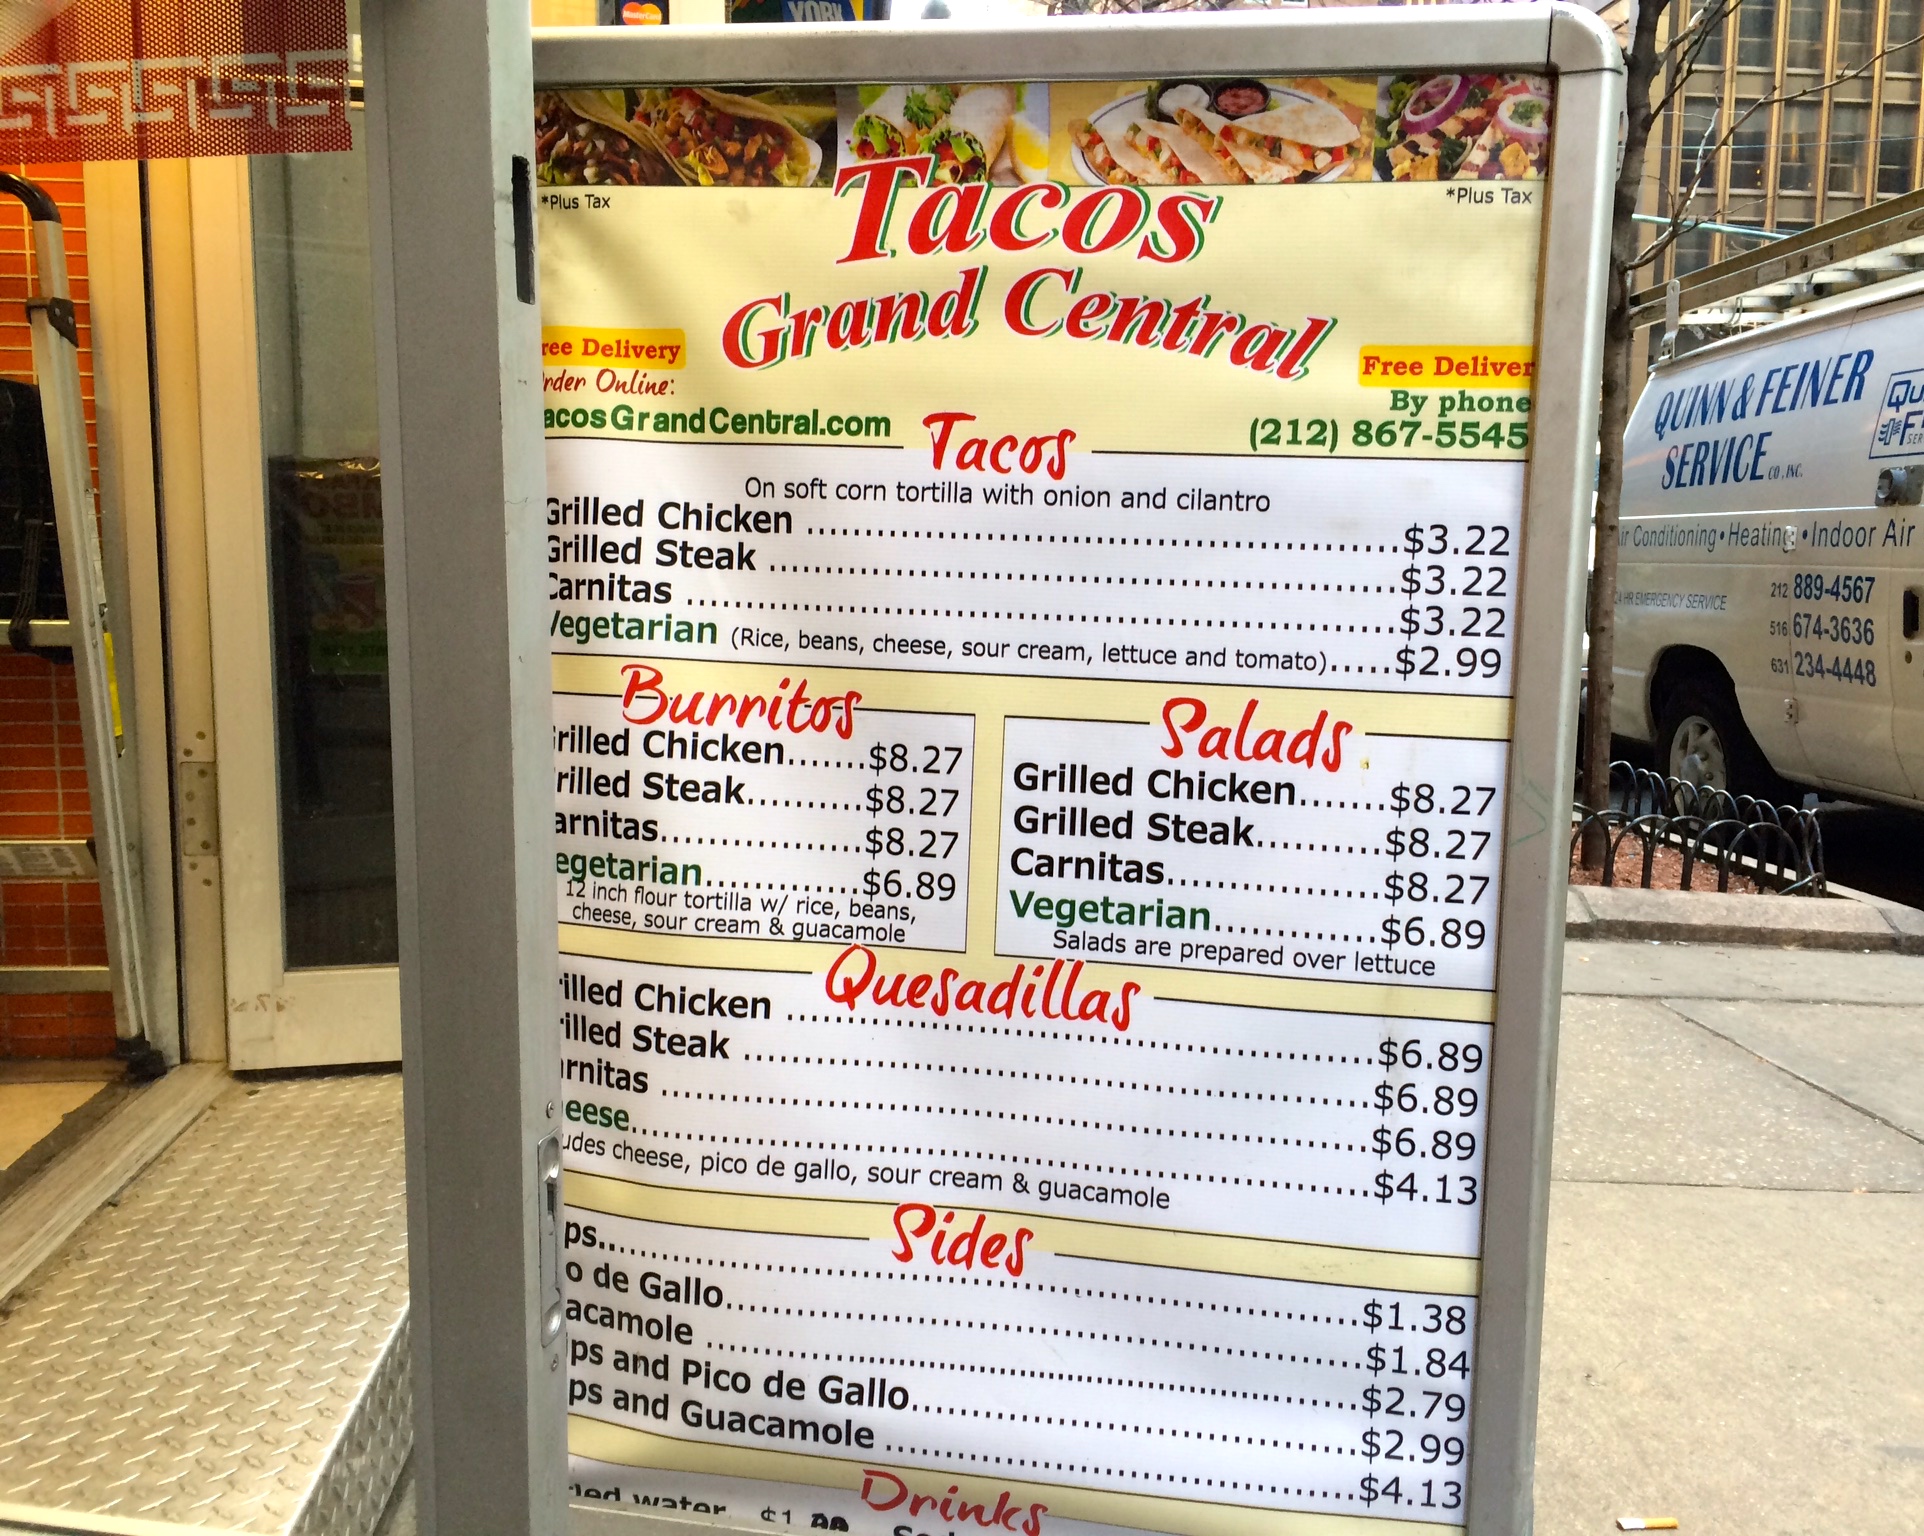 MasterCard
YORK
*Plus Tax
*Plus Tax
Tacos
Grand Central
ree Delivery
rder Online:
acosGrandCentral.com
Free Deliver
By phone
(212) 867-5545
Tacos
On soft corn tortilla with onion and cilantro
Grilled Chicken ........ $3.22
Grilled Steak ........ $3.22
Carnitas ........ $3.22
Vegetarian (Rice, beans, cheese, sour cream, lettuce and tomato).....$2.99
Burritos
rilled Chicken.......$8.27
rilled Steak..........$8.27
arnitas.................$8.27
egetarian.............$6.89
12 inch flour tortilla w/ rice, beans,
cheese, sour cream & guacamole
Salads
Grilled Chicken.......$8.27
Grilled Steak..........$8.27
Carnitas.................$8.27
Vegetarian.............$6.89
Salads are prepared over lettuce
Quesadillas
illed Chicken ........ $6.89
illed Steak ........ $6.89
rnitas ........ $6.89
eese........ $4.13
udes cheese, pico de gallo, sour cream & guacamole
Sides
ps........ $1.38
o de Gallo........ $1.84
acamole ........ $2.79
ps and Pico de Gallo........ $2.99
ps and Guacamole ........ $4.13
Drinks
led water
QUINN & FEINER
SERVICE CO., INC.
ir Conditioning • Heating • Indoor Air
HR EMERGENCY SERVICE
212 889-4567
516 674-3636
631 234-4448